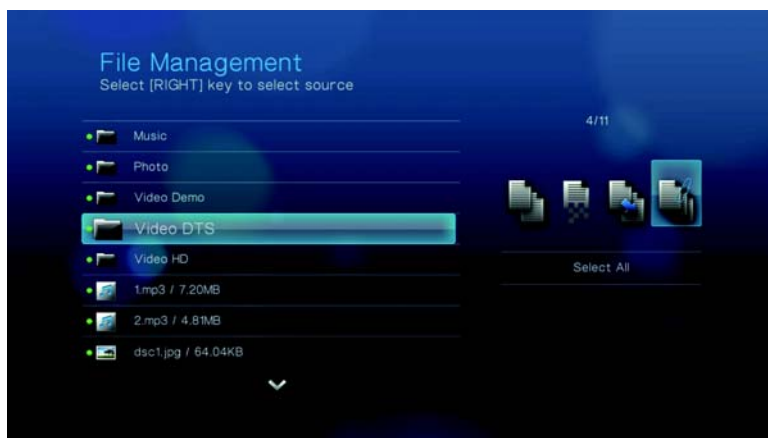 File Management
Select [RIGHT] key to select source
4/11
Music
Photo
Video Demo
Video DTS
Video HD
1.mp3 / 7.20MB
2.mp3 / 4.81MB
dsc1.jpg / 64.04KB
Select All